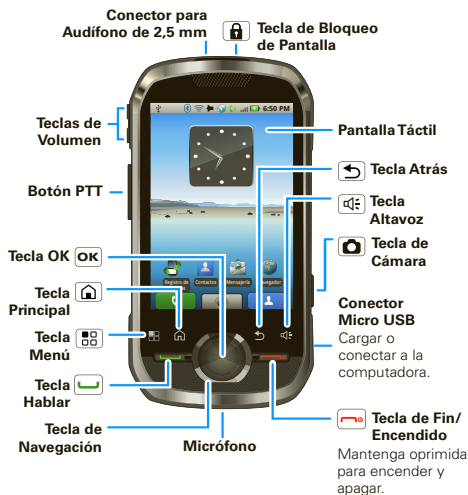 Conector para
Audífono de 2,5 mm
Tecla de Bloqueo
de Pantalla
Teclas de
Volumen
6:50 PM
Pantalla Táctil
Botón PTT
Tecla Atrás
Tecla
Altavoz
Tecla OK OK
Tecla de
Cámara
Registro de
Contactos
Mensajería
Navegador
Tecla
Principal
Conector
Micro USB
Cargar o
conectar a la
computadora.
Tecla
Menú
Tecla
Hablar
Tecla de
Navegación
Micrófono
Tecla de Fin/
Encendido
Mantenga oprimida
para encender y
apagar.